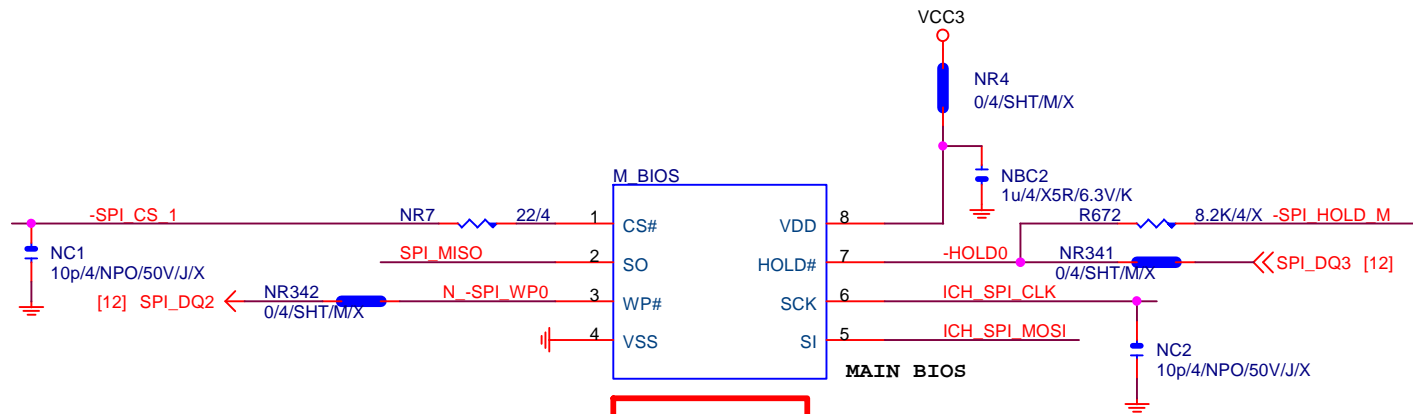 VCC3
NR4
0/4/SHT/M/X
M_BIOS
NBC2
1u/4/X5R/6.3V/K
-SPI_CS_1
NR7
22/4
1
CS#
VDD
8
R672
8.2K/4/X
-SPI_HOLD_M
NC1
10p/4/NPO/50V/J/X
SPI_MISO
2
SO
HOLD#
7
-HOLD0
NR341
0/4/SHT/M/X
SPI_DQ3 [12]
[12] SPI_DQ2
NR342
0/4/SHT/M/X
N_-SPI_WP0
3
WP#
SCK
6
ICH_SPI_CLK
4
VSS
SI
5
ICH_SPI_MOSI
NC2
10p/4/NPO/50V/J/X
MAIN BIOS